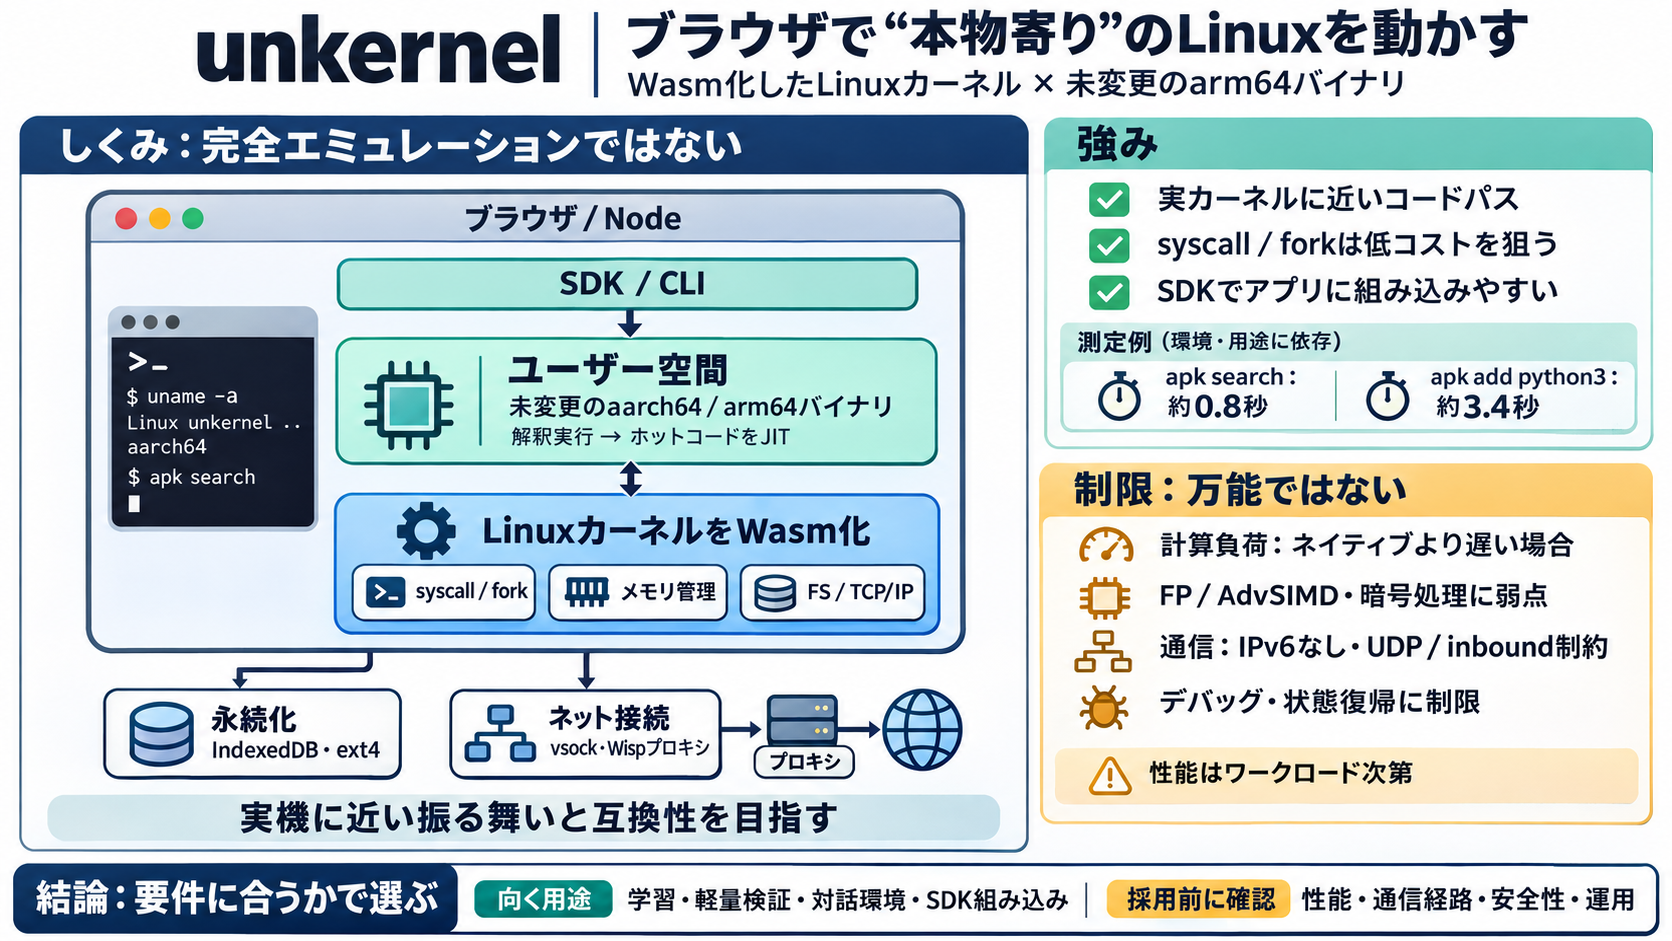 unkernel
ブラウザで“本物寄り”のLinuxを動かす
Wasm化したLinuxカーネル × 未変更のarm64バイナリ
しくみ：完全エミュレーションではない
ブラウザ / Node
SDK / CLI
>_
$ uname -a
Linux unkernel ..
aarch64
$ apk search
ユーザー空間
未変更のaarch64 / arm64バイナリ
解釈実行 → ホットコードをJIT
LinuxカーネルをWasm化
syscall / fork
メモリ管理
FS / TCP/IP
永続化
IndexedDB・ext4
ネット接続
vsock・Wispプロキシ
プロキシ
実機に近い振る舞いと互換性を目指す
強み
実カーネルに近いコードパス
syscall / forkは低コストを狙う
SDKでアプリに組み込みやすい
測定例（環境・用途に依存）
apk search：
約0.8秒
apk add python3：
約3.4秒
制限：万能ではない
計算負荷：ネイティブより遅い場合
FP / AdvSIMD・暗号処理に弱点
通信：IPv6なし・UDP / inbound制約
デバッグ・状態復帰に制限
性能はワークロード次第
結論：要件に合うかで選ぶ
向く用途
学習・軽量検証・対話環境・SDK組み込み
採用前に確認
性能・通信経路・安全性・運用